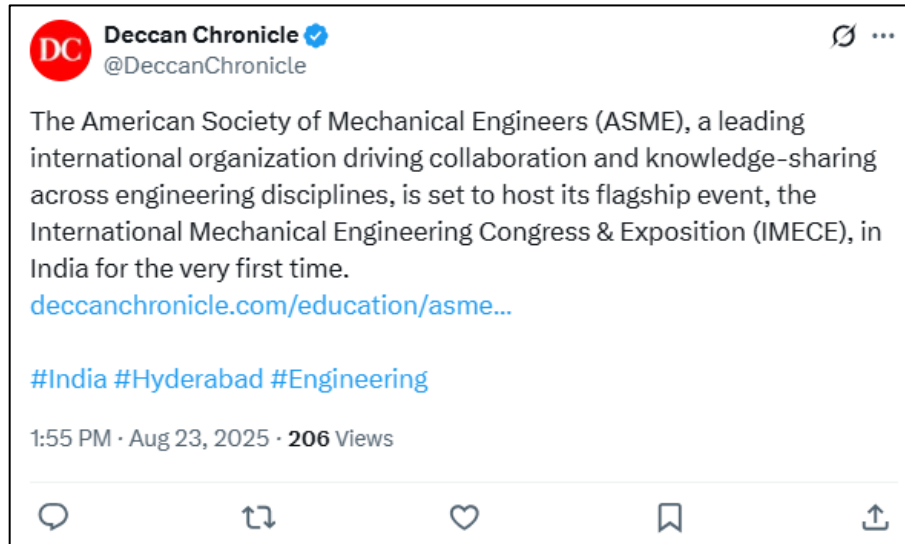 DC
Deccan Chronicle
@DeccanChronicle
The American Society of Mechanical Engineers (ASME), a leading
international organization driving collaboration and knowledge-sharing
across engineering disciplines, is set to host its flagship event, the
International Mechanical Engineering Congress & Exposition (IMECE), in
India for the very first time.
deccanchronicle.com/education/asme...
#India #Hyderabad #Engineering
1:55 PM · Aug 23, 2025 · 206 Views